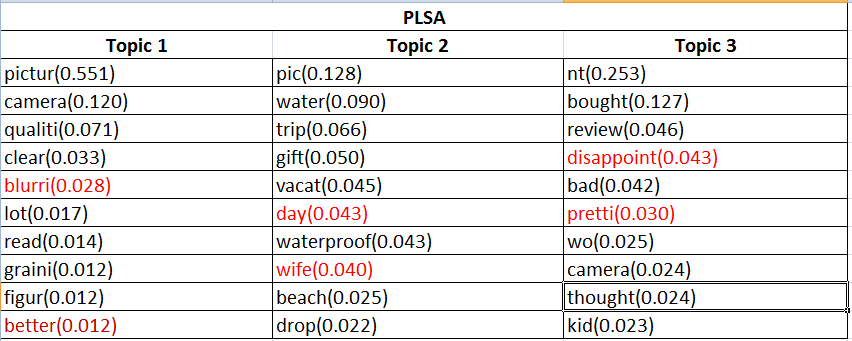 PLSA
Topic 1 Topic 2 Topic 3
pictur(0.551) pic(0.128) nt(0.253)
camera(0.120) water(0.090) bought(0.127)
qualiti(0.071) trip(0.066) review(0.046)
clear(0.033) gift(0.050) disappoint(0.043)
blurri(0.028) vacat(0.045) bad(0.042)
lot(0.017) day(0.043) pretti(0.030)
read(0.014) waterproof(0.043) wo(0.025)
graini(0.012) wife(0.040) camera(0.024)
figur(0.012) beach(0.025) thought(0.024)
better(0.012) drop(0.022) kid(0.023)